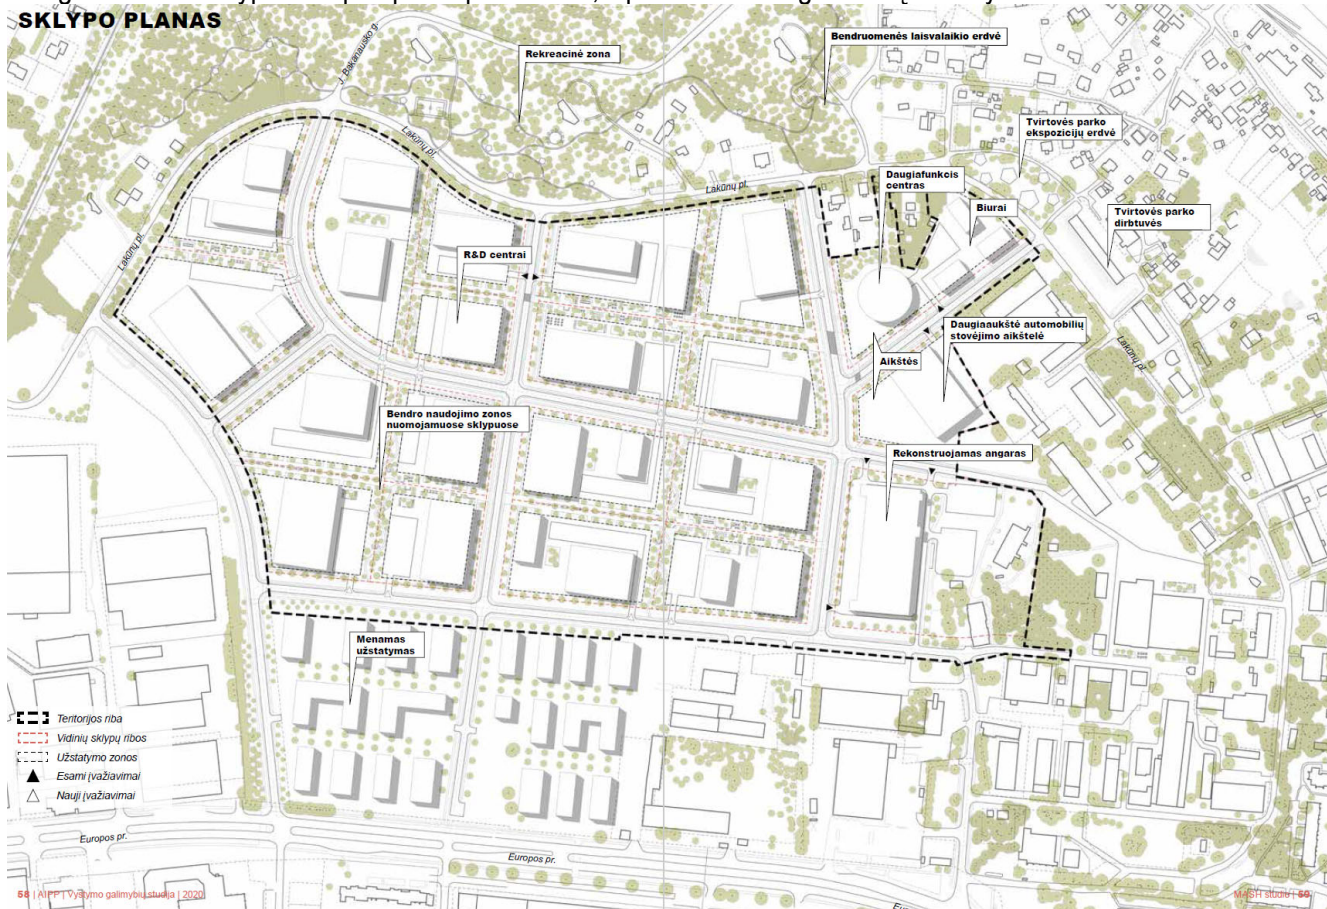 SKLYPO PLANAS
Bendruomenės laisvalaikio erdvė
Rekreacinė zona
J. Bakanausko g.
Tvirtovės parko
ekspozicijų erdvė
Lakūnų pl.
Daugiafunkcis
centras
Lakūnų pl.
Biurai
Tvirtovės parko
dirbtuvės
Lakūnų pl.
R&D centrai
Daugiaaukštė automobilių
stovėjimo aikštelė
Lakūnų pl.
Aikštės
Bendro naudojimo zonos
nuomojamuose sklypuose
Rekonstruojamas angaras
Menamas
užstatymas
Teritorijos riba
Vidinių sklypų ribos
Užstatymo zonos
Esami įvažiavimai
Nauji įvažiavimai
Europos pr.
Europos pr.
58 | AIPP | Vystymo galimybių studija | 2020
MASH studio | 59